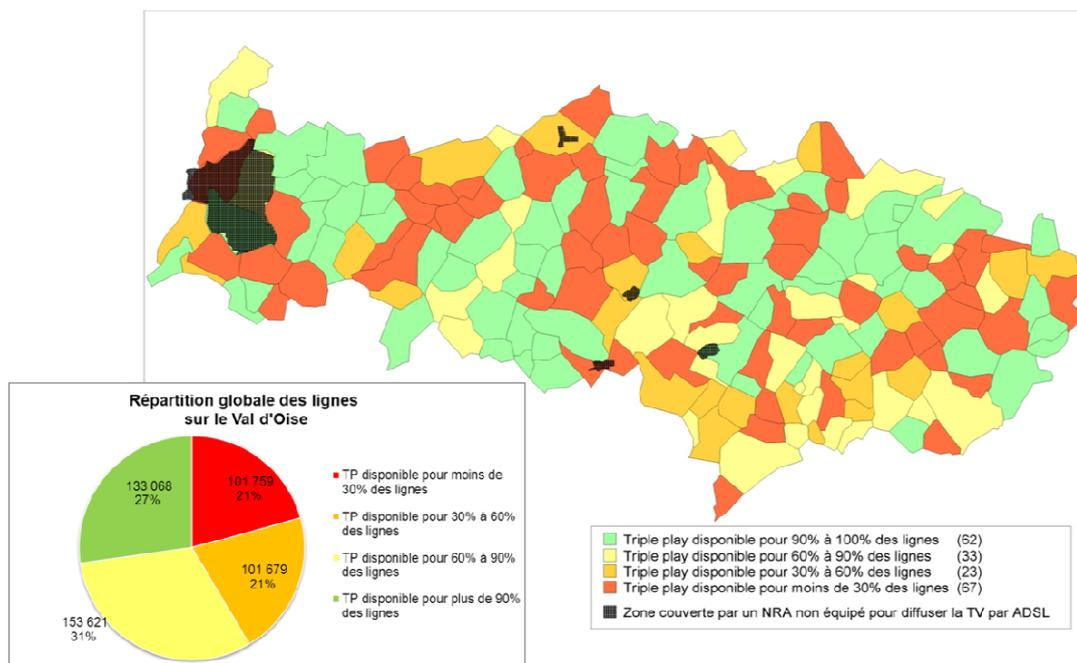 Répartition globale des lignes
sur le Val d'Oise
133 068
27%
101 759
21%
101 679
21%
153 621
31%
TP disponible pour moins de
30% des lignes
TP disponible pour 30% à 60%
des lignes
TP disponible pour 60% à 90%
des lignes
TP disponible pour plus de 90%
des lignes
Triple play disponible pour 90% à 100% des lignes (62)
Triple play disponible pour 60% à 90% des lignes (33)
Triple play disponible pour 30% à 60% des lignes (23)
Triple play disponible pour moins de 30% des lignes (67)
Zone couverte par un NRA non équipé pour diffuser la TV par ADSL